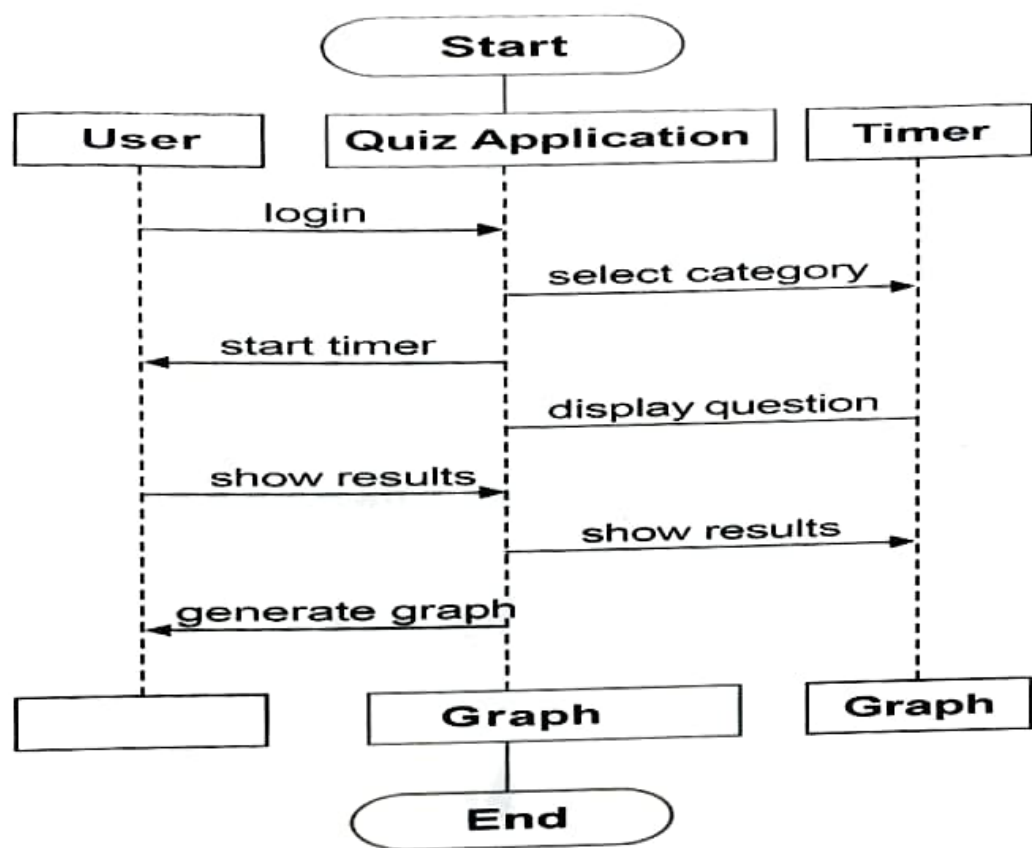 Start
User
Quiz Application
Timer
login
select category
start timer
display question
show results
show results
generate graph
Graph
Graph
End